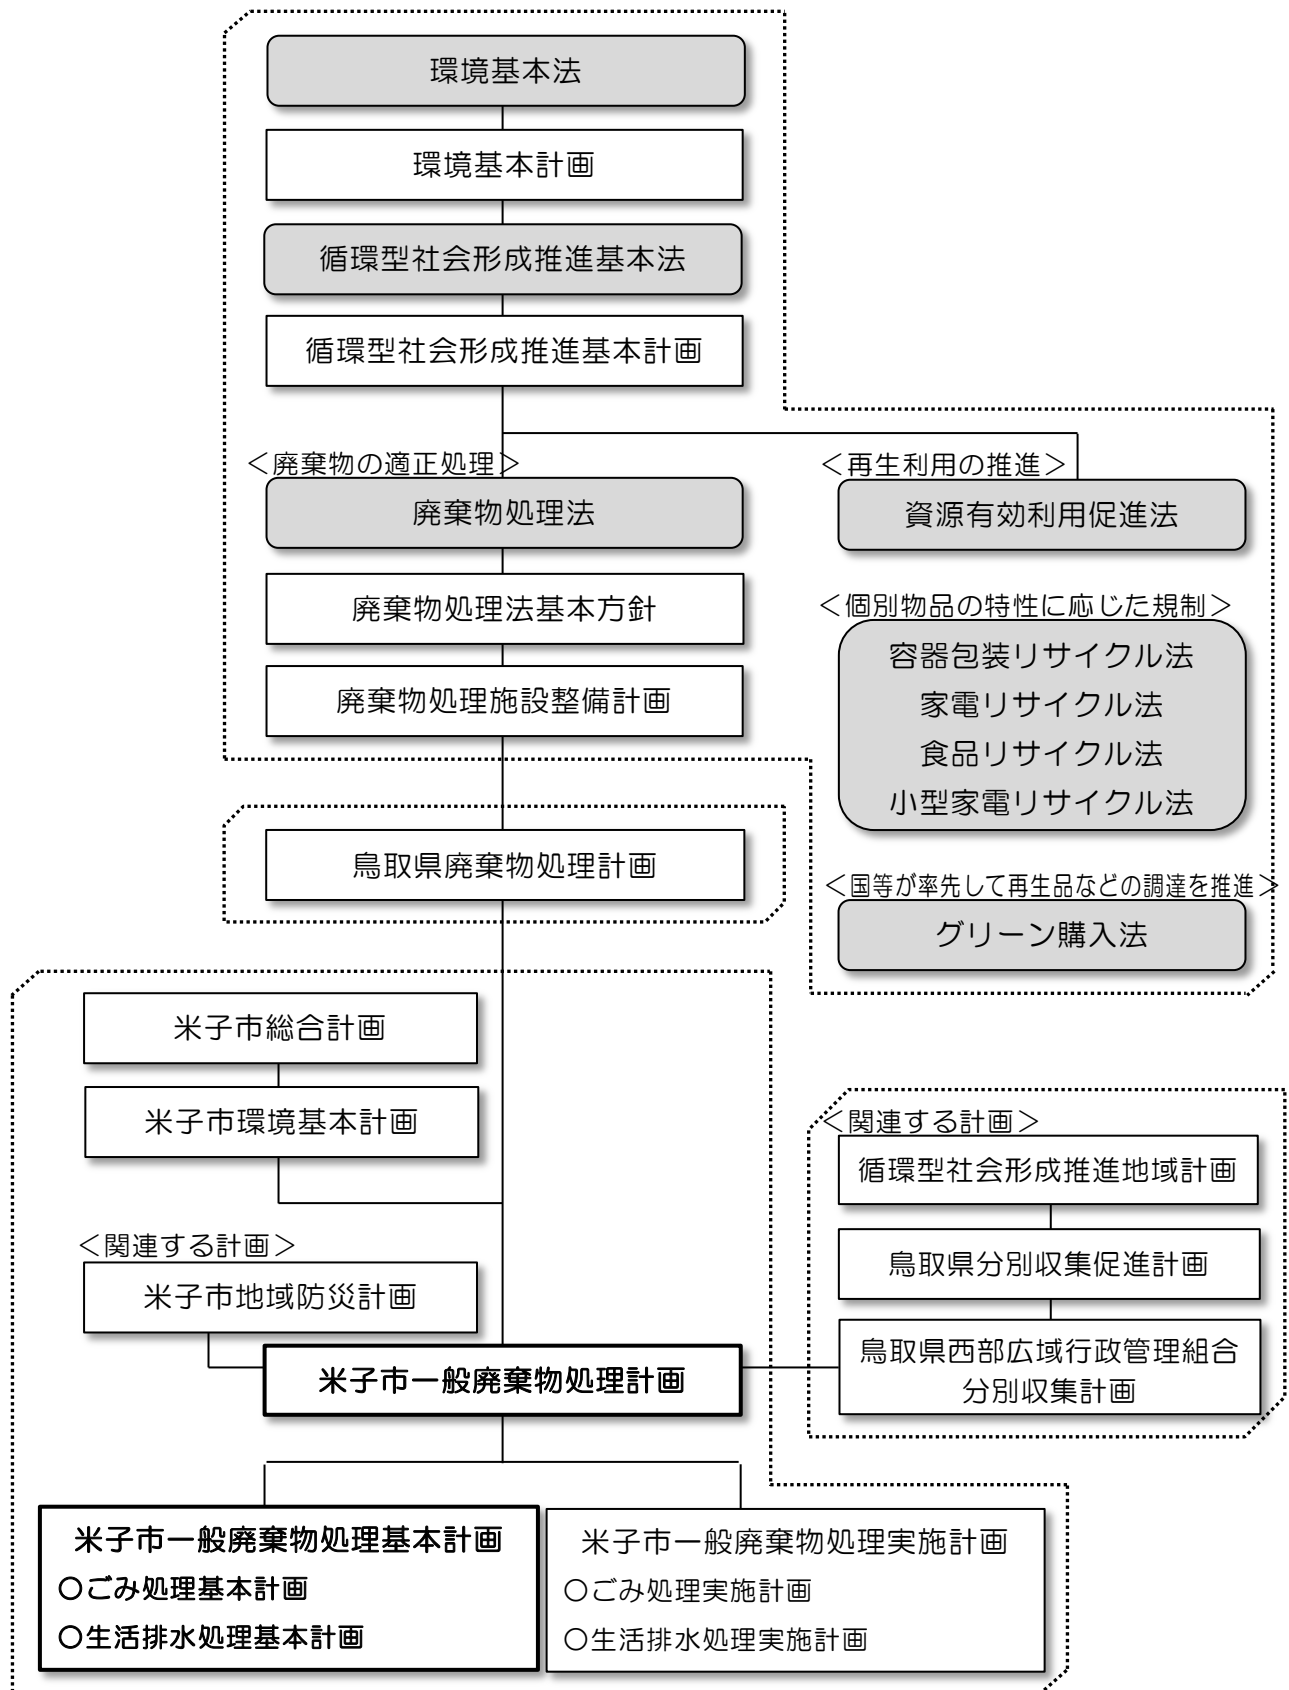 環境基本法
環境基本計画
循環型社会形成推進基本法
循環型社会形成推進基本計画
＜廃棄物の適正処理＞
廃棄物処理法
廃棄物処理法基本方針
廃棄物処理施設整備計画
＜再生利用の推進＞
資源有効利用促進法
＜個別物品の特性に応じた規制＞
容器包装リサイクル法
家電リサイクル法
食品リサイクル法
小型家電リサイクル法
＜国等が率先して再生品などの調達を推進＞
グリーン購入法
鳥取県廃棄物処理計画
米子市総合計画
米子市環境基本計画
＜関連する計画＞
米子市地域防災計画
＜関連する計画＞
循環型社会形成推進地域計画
鳥取県分別収集促進計画
鳥取県西部広域行政管理組合
分別収集計画
米子市一般廃棄物処理計画
米子市一般廃棄物処理基本計画
○ごみ処理基本計画
○生活排水処理基本計画
米子市一般廃棄物処理実施計画
○ごみ処理実施計画
○生活排水処理実施計画